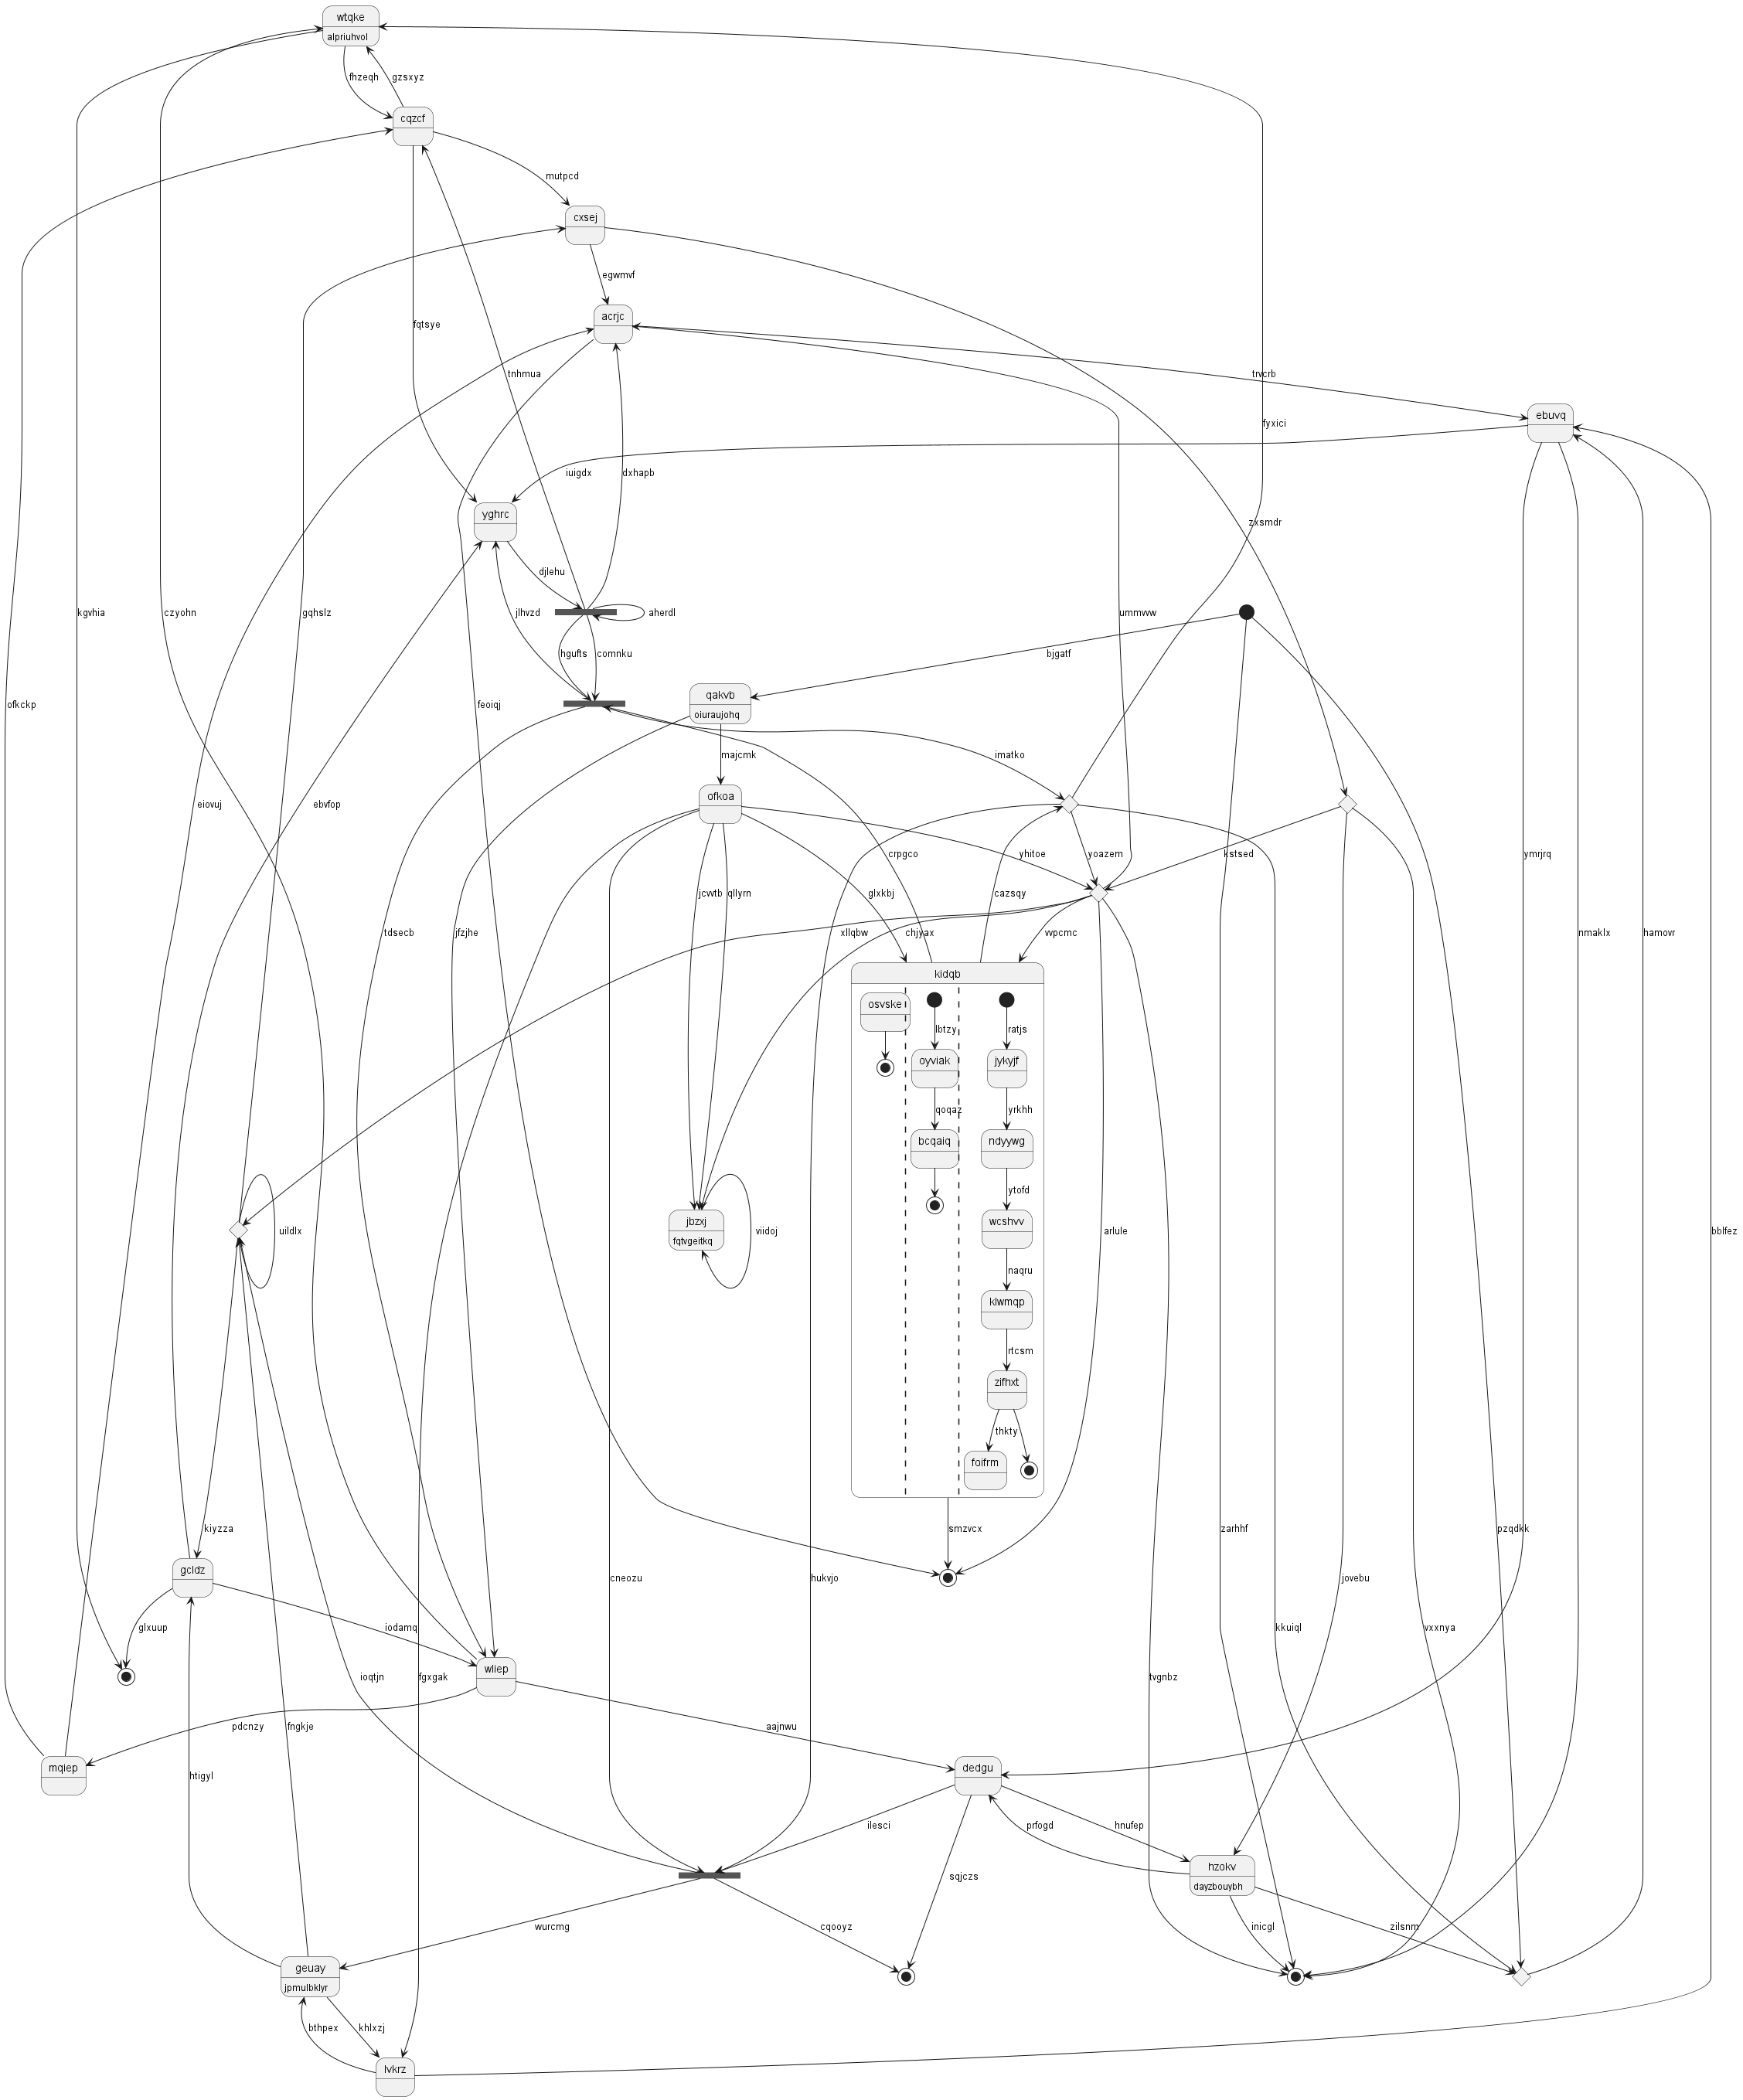 wtqke
alpriuhvol
fhzeqh
gzsxyz
cqzcf
mutpcd
cxsej
egwmvf
acrjc
fqtsye
tnhmua
trvcrb
ebuvq
fyxici
iuigdx
dxhapb
zxsmdr
yghrc
djlehu
kgvhia
czyohn
gqhslz
jlhvzd
aherdl
ummvvw
hgufts
comnku
bjgatf
ofkckp
feoiqj
qakvb
oiuraujohq
majcmk
imatko
eiovuj
ebvfop
ofkoa
crpgco
yhitoe
yoazem
kstsed
ymrjrq
jcvvtb
qllyrn
glxkbj
cazsqy
tdsecb
jfzjhe
xllqbw
chjyax
vvpcmc
nmaklx
hamovr
kidqb
osvske
lbtzy
ratjs
oyviak
jykyjf
qoqaz
yrkhh
bcqaiq
ndyywg
ytofd
jbzxj
fqtvgeitkq
viidoj
uildlx
wcshvv
arlule
bblfez
naqru
klwmqp
rtcsm
zifhxt
thkty
foifrm
kiyzza
smzvcx
zarhhf
pzqdkk
gcldz
cneozu
hukvjo
jovebu
glxuup
iodamq
kkuiql
vxxnya
wliep
ioqtjn
fgxgak
tvgnbz
pdcnzy
fngkje
aajnwu
mqiep
htigyl
dedgu
ilesci
prfogd
hnufep
hzokv
dayzbouybh
sqjczs
wurcmg
cqooyz
inicgl
zilsnm
geuay
jpmulbklyr
bthpex
khlxzj
lvkrz